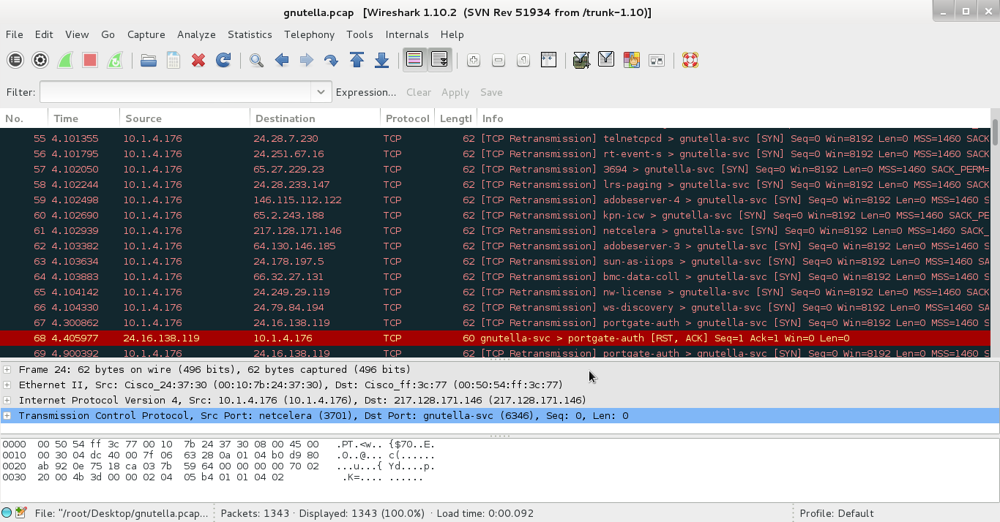 gnutella.pcap [Wireshark 1.10.2 (SVN Rev 51934 from /trunk-1.10)]
File Edit View Go Capture Analyze Statistics Telephony Tools Internals Help
Filter: Expression... Clear Apply Save
No. Time Source Destination Protocol Lengtl Info
55 4.101355 10.1.4.176 24.28.7.230 TCP 62 [TCP Retransmission] telnetcpcd > gnutella-svc [SYN] Seq=0 Win=8192 Len=0 MSS=1460 SACK
56 4.101795 10.1.4.176 24.251.67.16 TCP 62 [TCP Retransmission] rt-event-s > gnutella-svc [SYN] Seq=0 Win=8192 Len=0 MSS=1460 SACK
57 4.102050 10.1.4.176 65.27.229.23 TCP 62 [TCP Retransmission] 3694 > gnutella-svc [SYN] Seq=0 Win=8192 Len=0 MSS=1460 SACK_PERM=
58 4.102244 10.1.4.176 24.28.233.147 TCP 62 [TCP Retransmission] lrs-paging > gnutella-svc [SYN] Seq=0 Win=8192 Len=0 MSS=1460 SACK
59 4.102498 10.1.4.176 146.115.112.122 TCP 62 [TCP Retransmission] adobeserver-4 > gnutella-svc [SYN] Seq=0 Win=8192 Len=0 MSS=1460 S
60 4.102690 10.1.4.176 65.2.243.188 TCP 62 [TCP Retransmission] kpn-icw > gnutella-svc [SYN] Seq=0 Win=8192 Len=0 MSS=1460 SACK_PE
61 4.102939 10.1.4.176 217.128.171.146 TCP 62 [TCP Retransmission] netcelera > gnutella-svc [SYN] Seq=0 Win=8192 Len=0 MSS=1460 SACK_
62 4.103382 10.1.4.176 64.130.146.185 TCP 62 [TCP Retransmission] adobeserver-3 > gnutella-svc [SYN] Seq=0 Win=8192 Len=0 MSS=1460 S
63 4.103634 10.1.4.176 24.178.197.5 TCP 62 [TCP Retransmission] sun-as-iiops > gnutella-svc [SYN] Seq=0 Win=8192 Len=0 MSS=1460 SA
64 4.103883 10.1.4.176 66.32.27.131 TCP 62 [TCP Retransmission] bmc-data-coll > gnutella-svc [SYN] Seq=0 Win=8192 Len=0 MSS=1460 S
65 4.104142 10.1.4.176 24.249.29.119 TCP 62 [TCP Retransmission] nw-license > gnutella-svc [SYN] Seq=0 Win=8192 Len=0 MSS=1460 SACK
66 4.104330 10.1.4.176 24.79.84.194 TCP 62 [TCP Retransmission] ws-discovery > gnutella-svc [SYN] Seq=0 Win=8192 Len=0 MSS=1460 SA
67 4.300862 10.1.4.176 24.16.138.119 TCP 62 [TCP Retransmission] portgate-auth > gnutella-svc [SYN] Seq=0 Win=8192 Len=0 MSS=1460 S
68 4.405977 24.16.138.119 10.1.4.176 TCP 60 gnutella-svc > portgate-auth [RST, ACK] Seq=1 Ack=1 Win=0 Len=0
69 4.900392 10.1.4.176 24.16.138.119 TCP 62 [TCP Retransmission] portgate-auth > gnutella-svc [SYN] Seq=0 Win=8192 Len=0 MSS=1460 S
Frame 24: 62 bytes on wire (496 bits), 62 bytes captured (496 bits)
Ethernet II, Src: Cisco_24:37:30 (00:10:7b:24:37:30), Dst: Cisco_ff:3c:77 (00:50:54:ff:3c:77)
Internet Protocol Version 4, Src: 10.1.4.176 (10.1.4.176), Dst: 217.128.171.146 (217.128.171.146)
Transmission Control Protocol, Src Port: netcelera (3701), Dst Port: gnutella-svc (6346), Seq: 0, Len: 0
0000 00 50 54 ff 3c 77 00 10 7b 24 37 30 08 00 45 00 .PT.<w.. {$70..E.
0010 00 30 04 dc 40 00 7f 06 63 28 0a 01 04 b0 d9 80 .0..@... c(......
0020 ab 92 0e 75 18 ca 03 7b 59 64 00 00 00 00 70 02 ...u...{ Yd....p.
0030 20 00 4b 3d 00 00 02 04 05 b4 01 01 04 02 .K=.... ......
File: "/root/Desktop/gnutella.pcap... Packets: 1343 · Displayed: 1343 (100.0%) · Load time: 0:00.092 Profile: Default